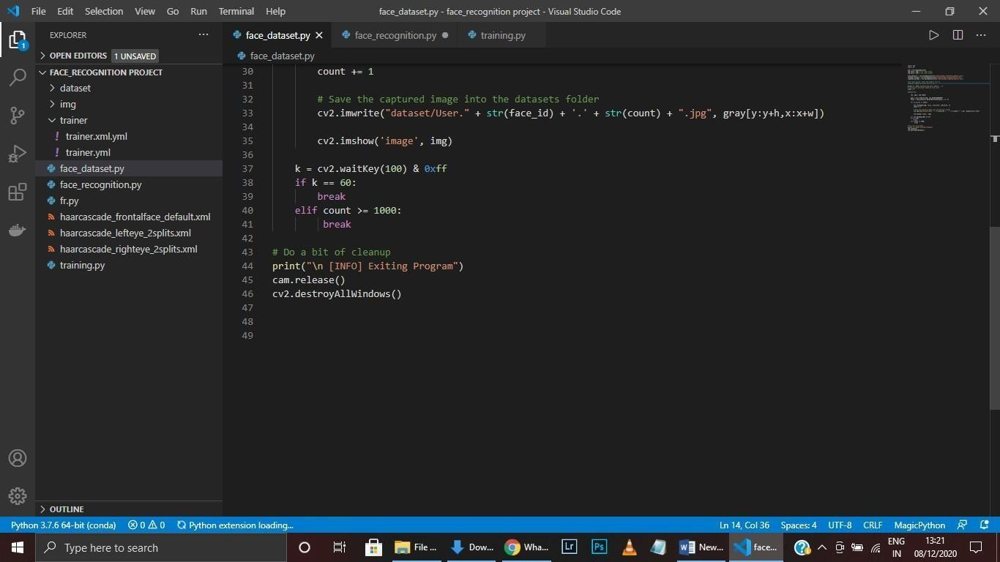 File Edit Selection View Go Run Terminal Help face_dataset.py - face_recognition project - Visual Studio Code
EXPLORER
face_dataset.py face_recognition.py training.py
1
OPEN EDITORS 1 UNSAVED
face_dataset.py
FACE_RECOGNITION PROJECT
dataset
img
trainer
trainer.xml.yml
trainer.yml
face_dataset.py
face_recognition.py
fr.py
haarcascade_frontalface_default.xml
haarcascade_lefteye_2splits.xml
haarcascade_righteye_2splits.xml
training.py
OUTLINE
30 count += 1
31
32 # Save the captured image into the datasets folder
33 cv2.imwrite("dataset/User." + str(face_id) + '.' + str(count) + ".jpg", gray[y:y+h,x:x+w])
34
35 cv2.imshow('image', img)
36
37 k = cv2.waitKey(100) & 0xff
38 if k == 60:
39 break
40 elif count >= 1000:
41 break
42
43 # Do a bit of cleanup
44 print("\n [INFO] Exiting Program")
45 cam.release()
46 cv2.destroyAllWindows()
47
48
49
Python 3.7.6 64-bit (conda) 0 0 Python extension loading... Ln 14, Col 36 Spaces: 4 UTF-8 CRLF MagicPython
Type here to search File ... Dow... Wha... Lr Ps New... face... ENG 13:21
IN 08/12/2020